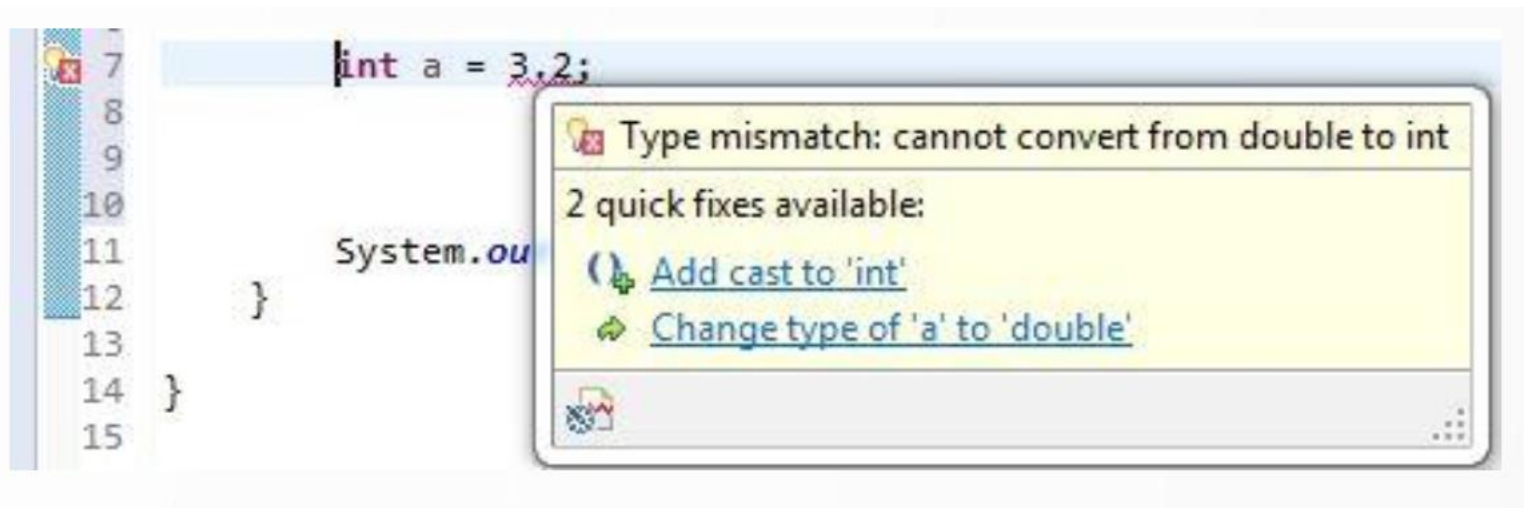 7 int a = 3.2;
8
9
10
11 System.ou
12 }
13
14 }
15
Type mismatch: cannot convert from double to int
2 quick fixes available:
Add cast to 'int'
Change type of 'a' to 'double'